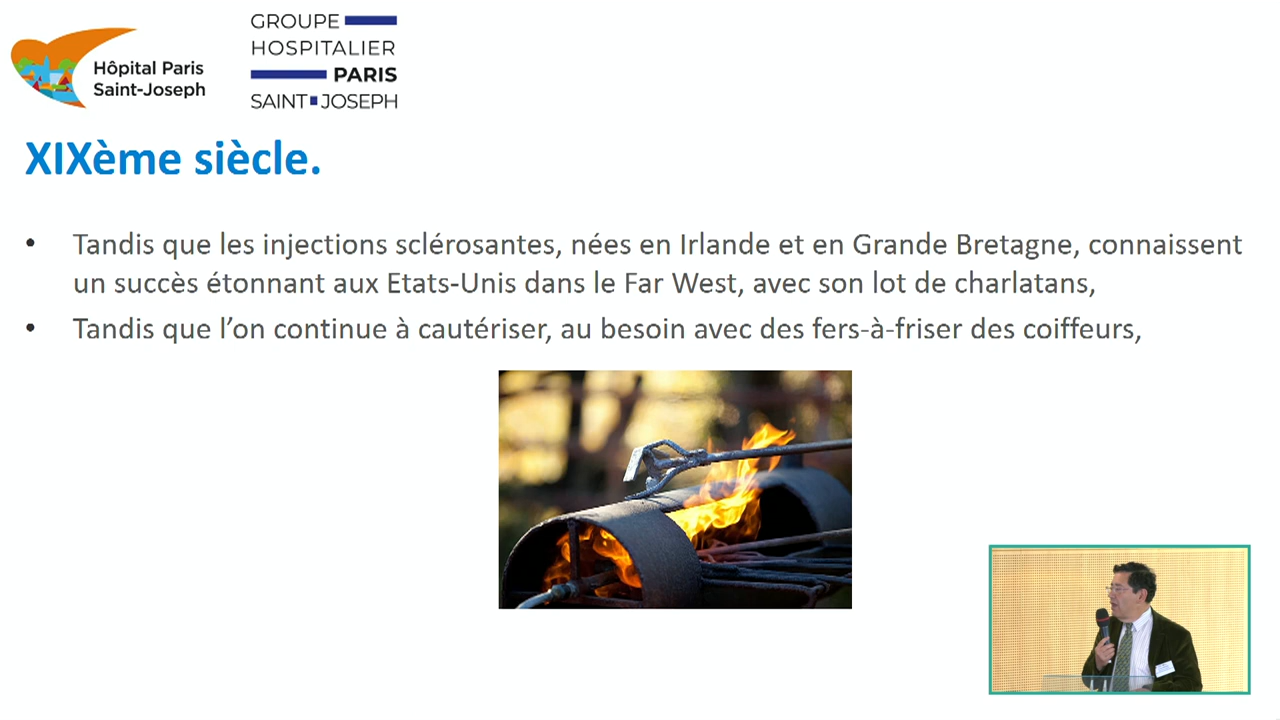 Hôpital Paris
Saint-Joseph
GROUPE
HOSPITALIER
PARIS
SAINT JOSEPH
XIXème siècle.
• Tandis que les injections sclérosantes, nées en Irlande et en Grande Bretagne, connaissent
un succès étonnant aux Etats-Unis dans le Far West, avec son lot de charlatans,
• Tandis que l’on continue à cautériser, au besoin avec des fers-à-friser des coiffeurs,